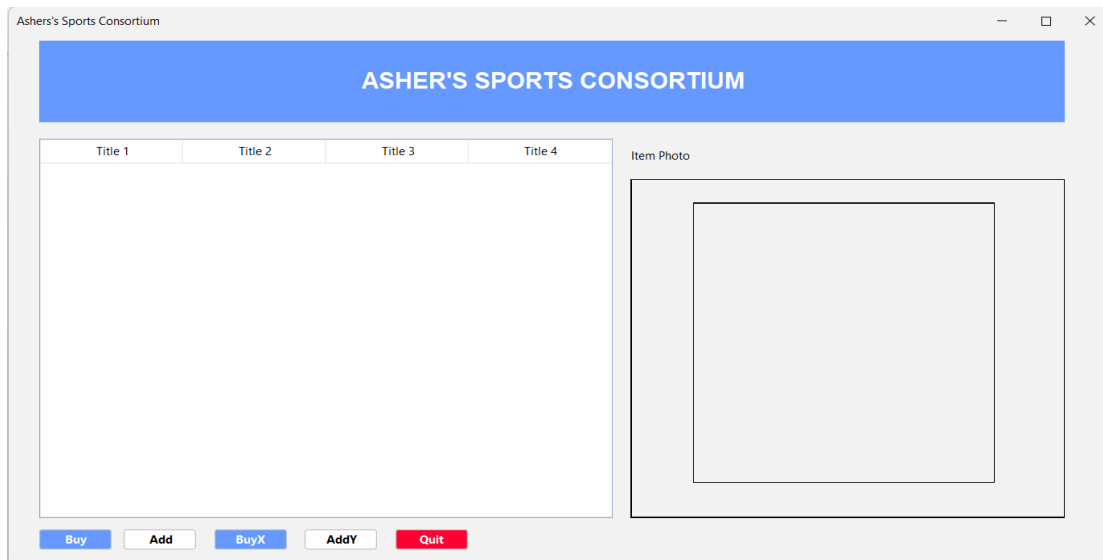 Ashers's Sports Consortium
ASHER'S SPORTS CONSORTIUM
Title 1 Title 2 Title 3 Title 4
Item Photo
Buy Add BuyX AddY Quit